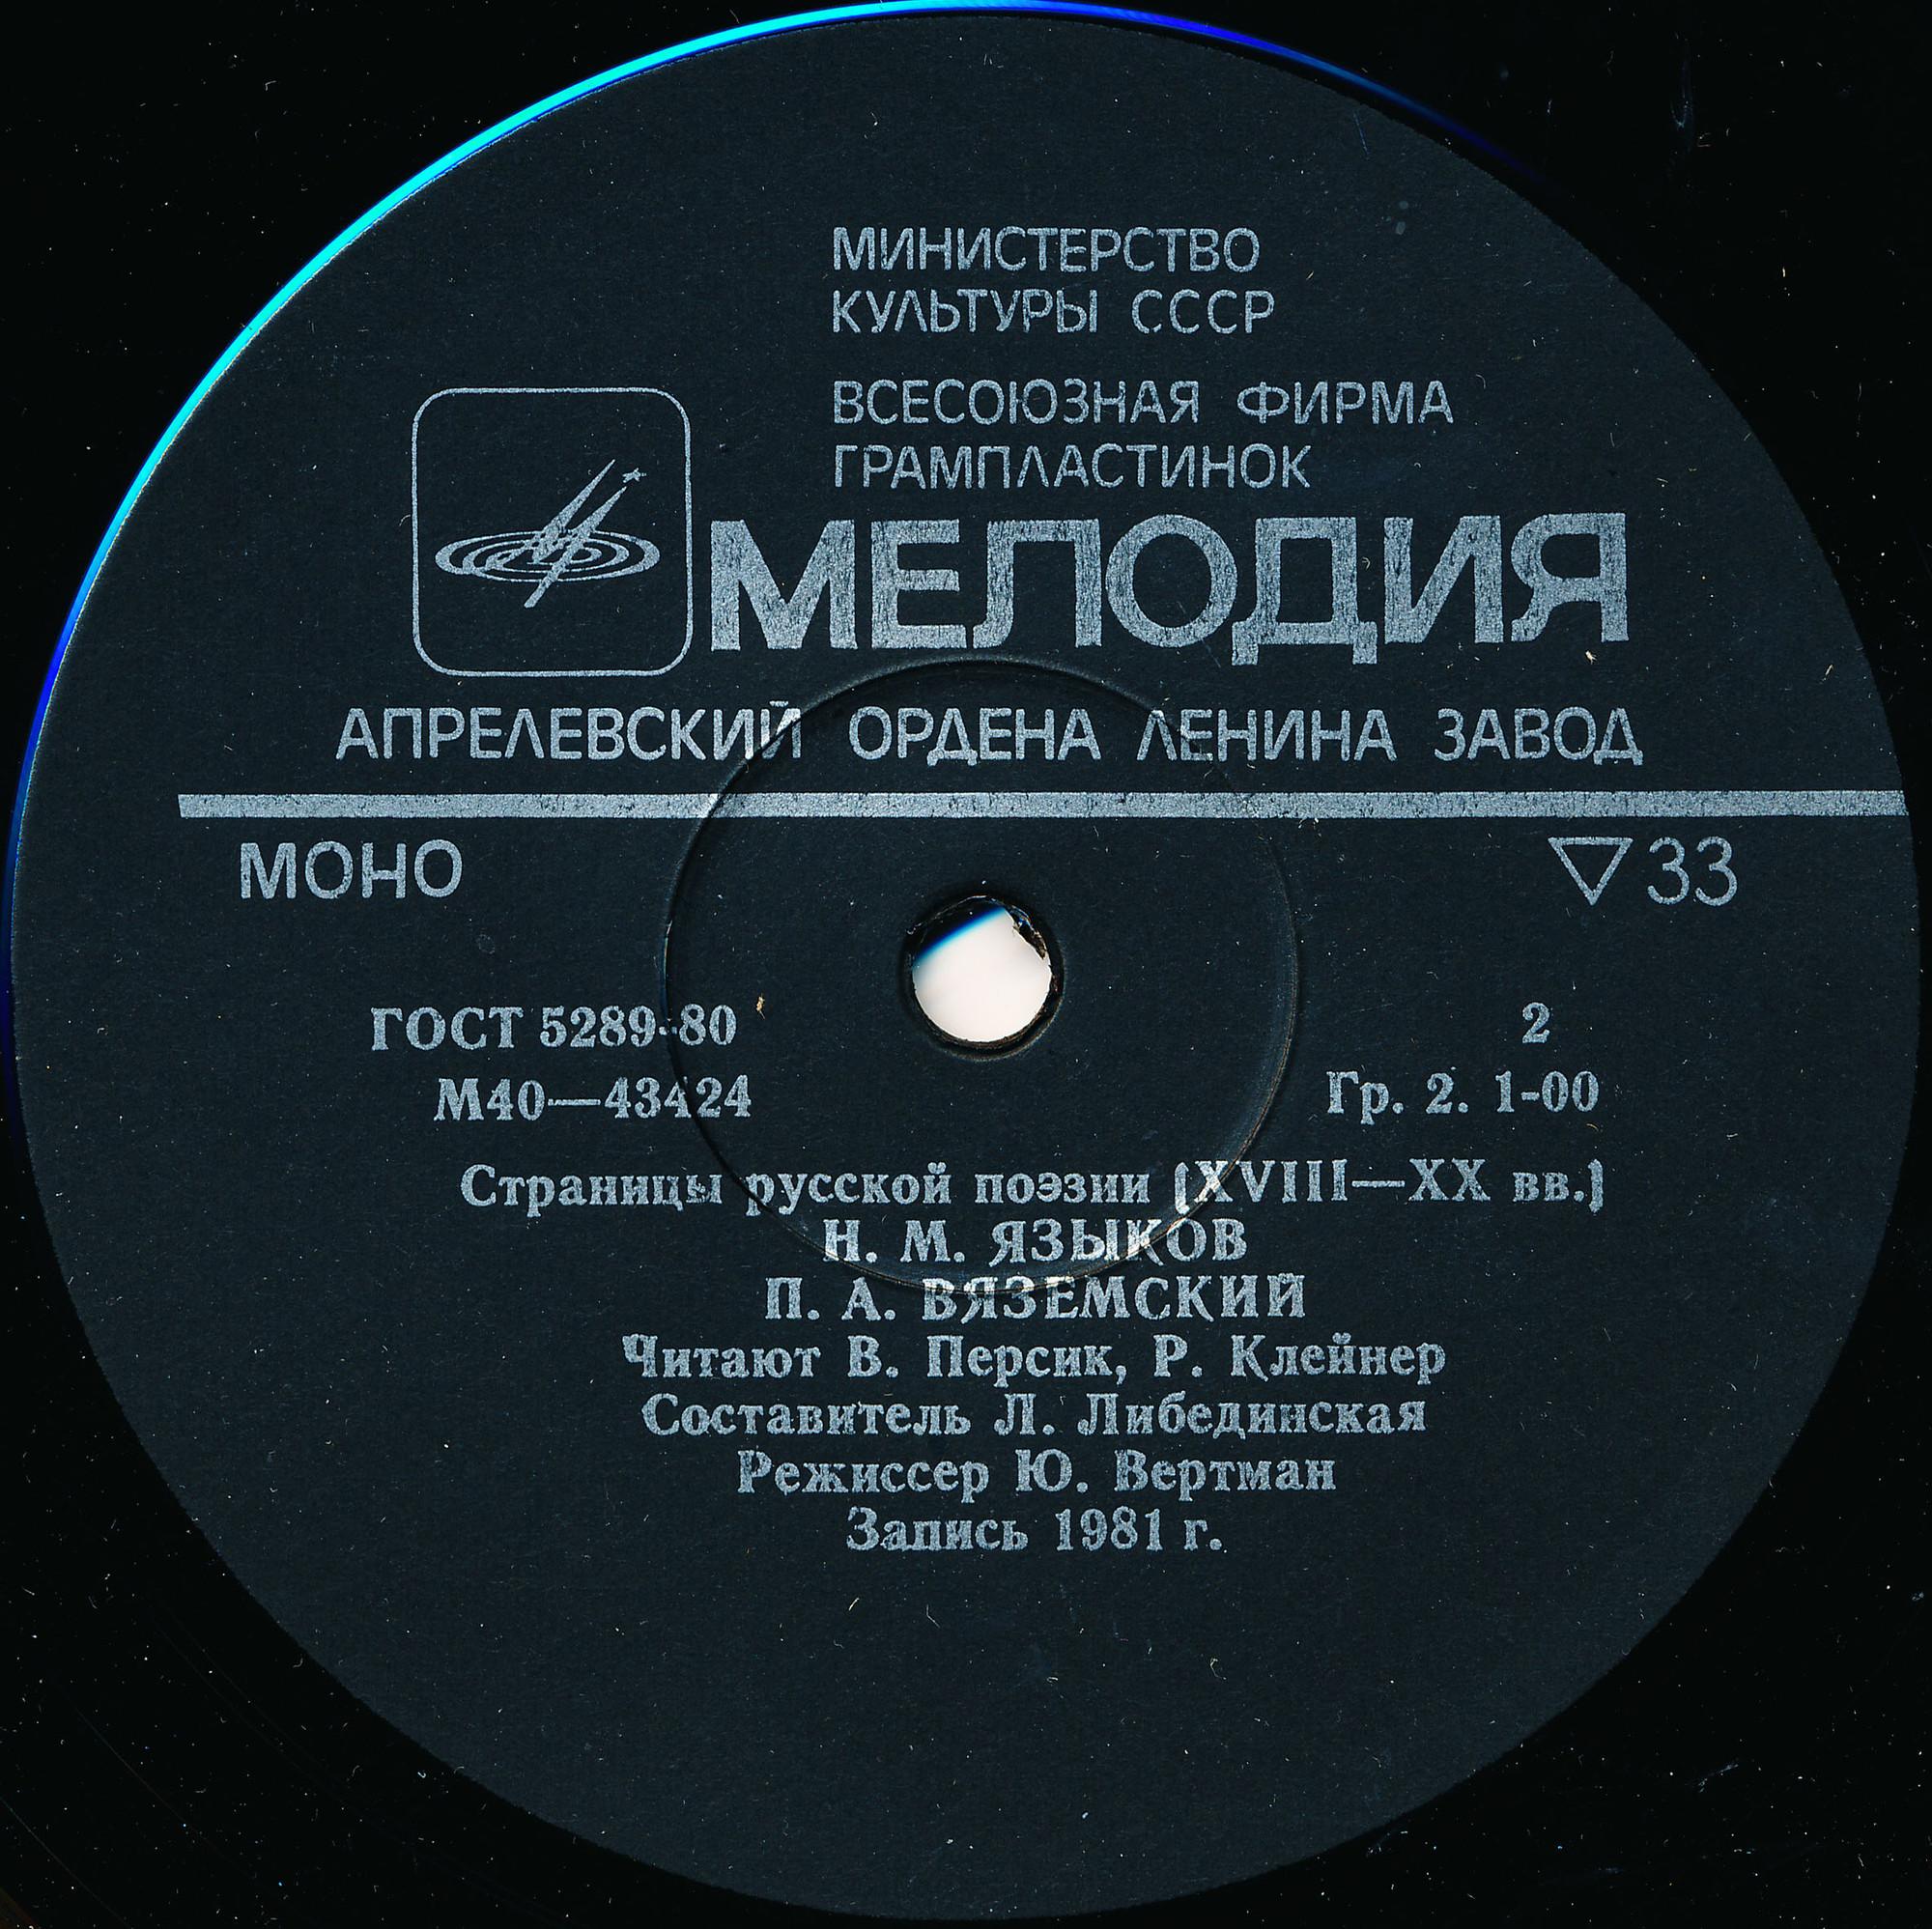 МИНИСТЕРСТВО
КУЛЬТУРЫ СССР
ВСЕСОЮЗНАЯ ФИРМА
ГРАМПЛАСТИНОК
МЕЛОДИЯ
АПРЕЛЕВСКИЙ ОРДЕНА ЛЕНИНА ЗАВОД
МОНО
▽33
ГОСТ 5289-80
2
М40—43424
Гр. 2. 1-00
Страницы русской поэзии (XVIII—XX вв.)
Н. М. ЯЗЫКОВ
П. А. ВЯЗЕМСКИЙ
Читают В. Персик, Р. Клейнер
Составитель Л. Либединская
Режиссер Ю. Вертман
Запись 1981 г.